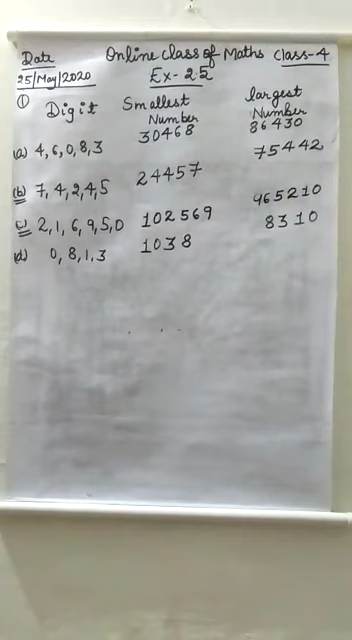 Date Online class of Maths class-4
25/May/2020 Ex-25
① Digit Smallest Number largest Number
(a) 4,6,0,8,3 30468 86430
(b) 7,4,2,4,5 24457 75442
(c) 2,1,6,9,5,0 102569 965210
(d) 0,8,1,3 1038 8310